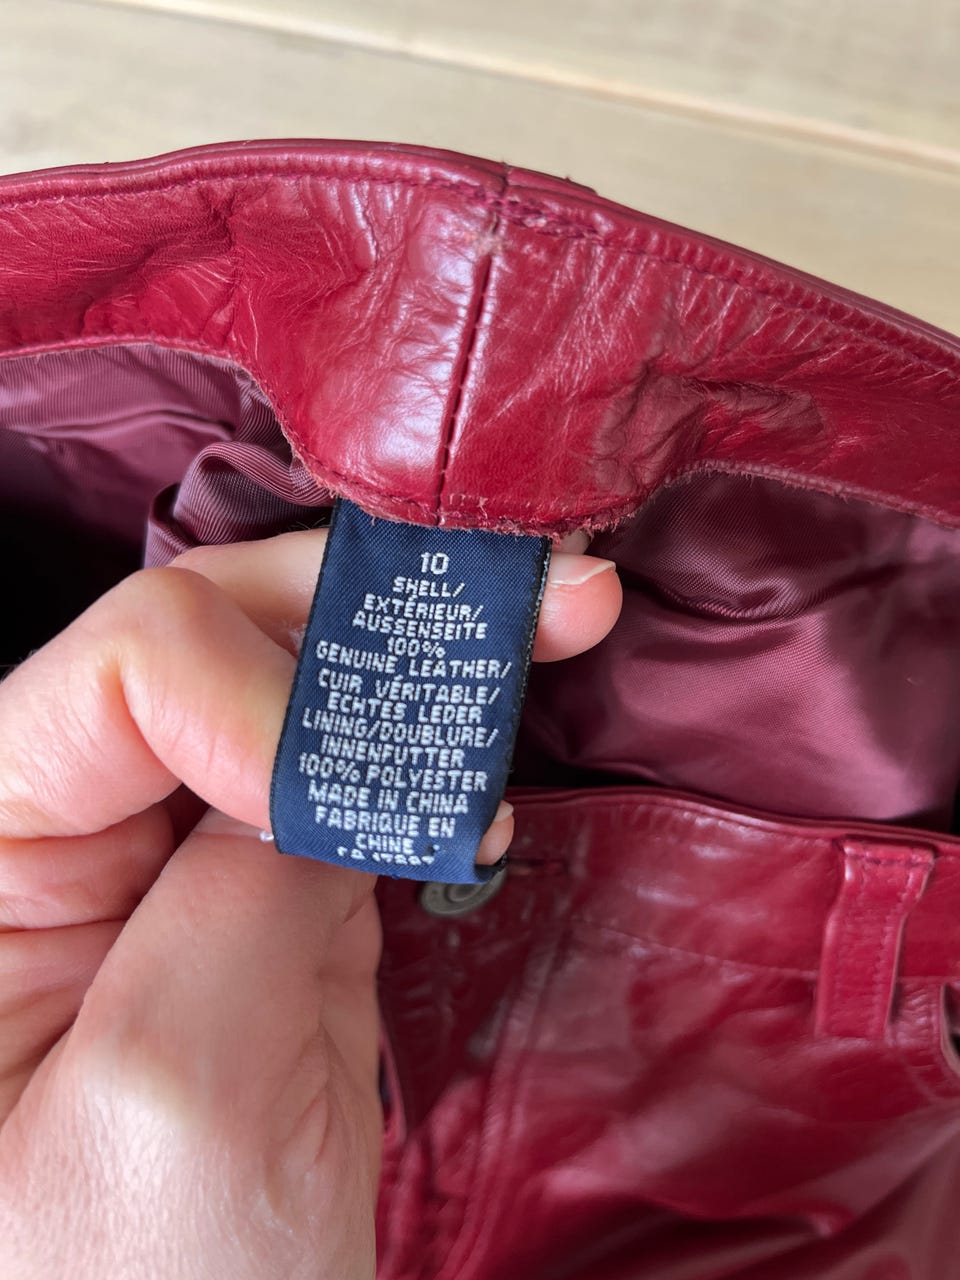 10
SHELL/
EXTÉRIEUR/
AUSSENSEITE
100%
GENUINE LEATHER/
CUIR VÉRITABLE/
ECHTES LEDER
LINING/DOUBLURE/
INNENFUTTER
100% POLYESTER
MADE IN CHINA
FABRIQUE EN
CHINE